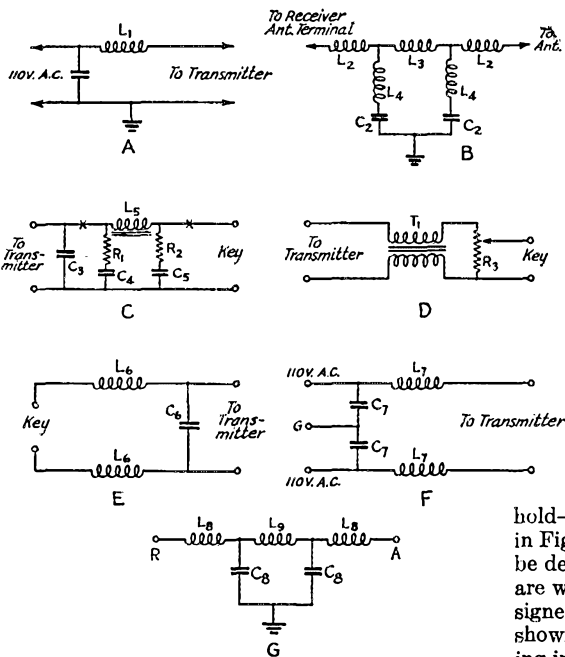 L1
110V. A.C.
To Transmitter
A
To Receiver
Ant. Terminal
To
Ant.
L2
L3
L2
L4
L4
C2
C2
B
L5
To
Trans-
mitter
C3
R1
C4
R2
C5
Key
C
T1
To
Transmitter
R3
Key
D
L6
Key
C6
To
Trans-
mitter
L6
E
110V. A.C.
L7
C7
G
To Transmitter
C7
L7
110V. A.C.
F
L8
L9
L8
R
A
C8
C8
G
hold-
in Fig
be de
are w
signe
show
ing i